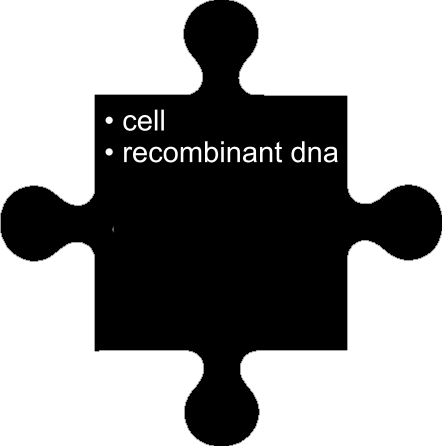 • cell
• recombinant dna